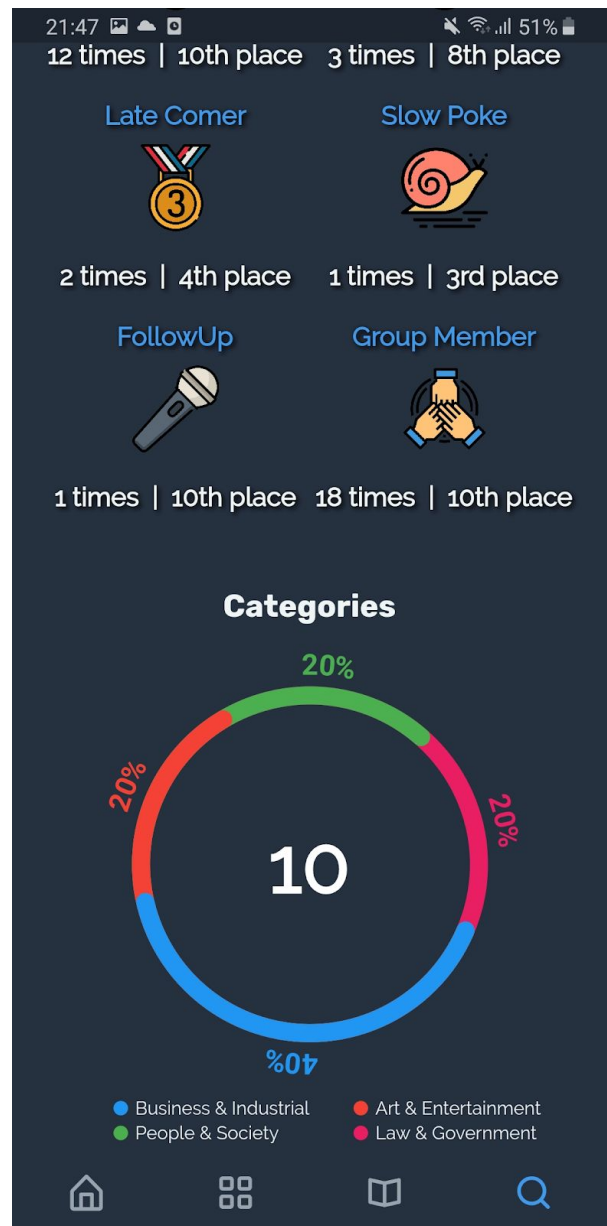 21:47 51%
12 times | 10th place 3 times | 8th place
Late Comer Slow Poke
3
2 times | 4th place 1 times | 3rd place
FollowUp Group Member
1 times | 10th place 18 times | 10th place
Categories
20%
20%
20%
10
40%
Business & Industrial Art & Entertainment
People & Society Law & Government